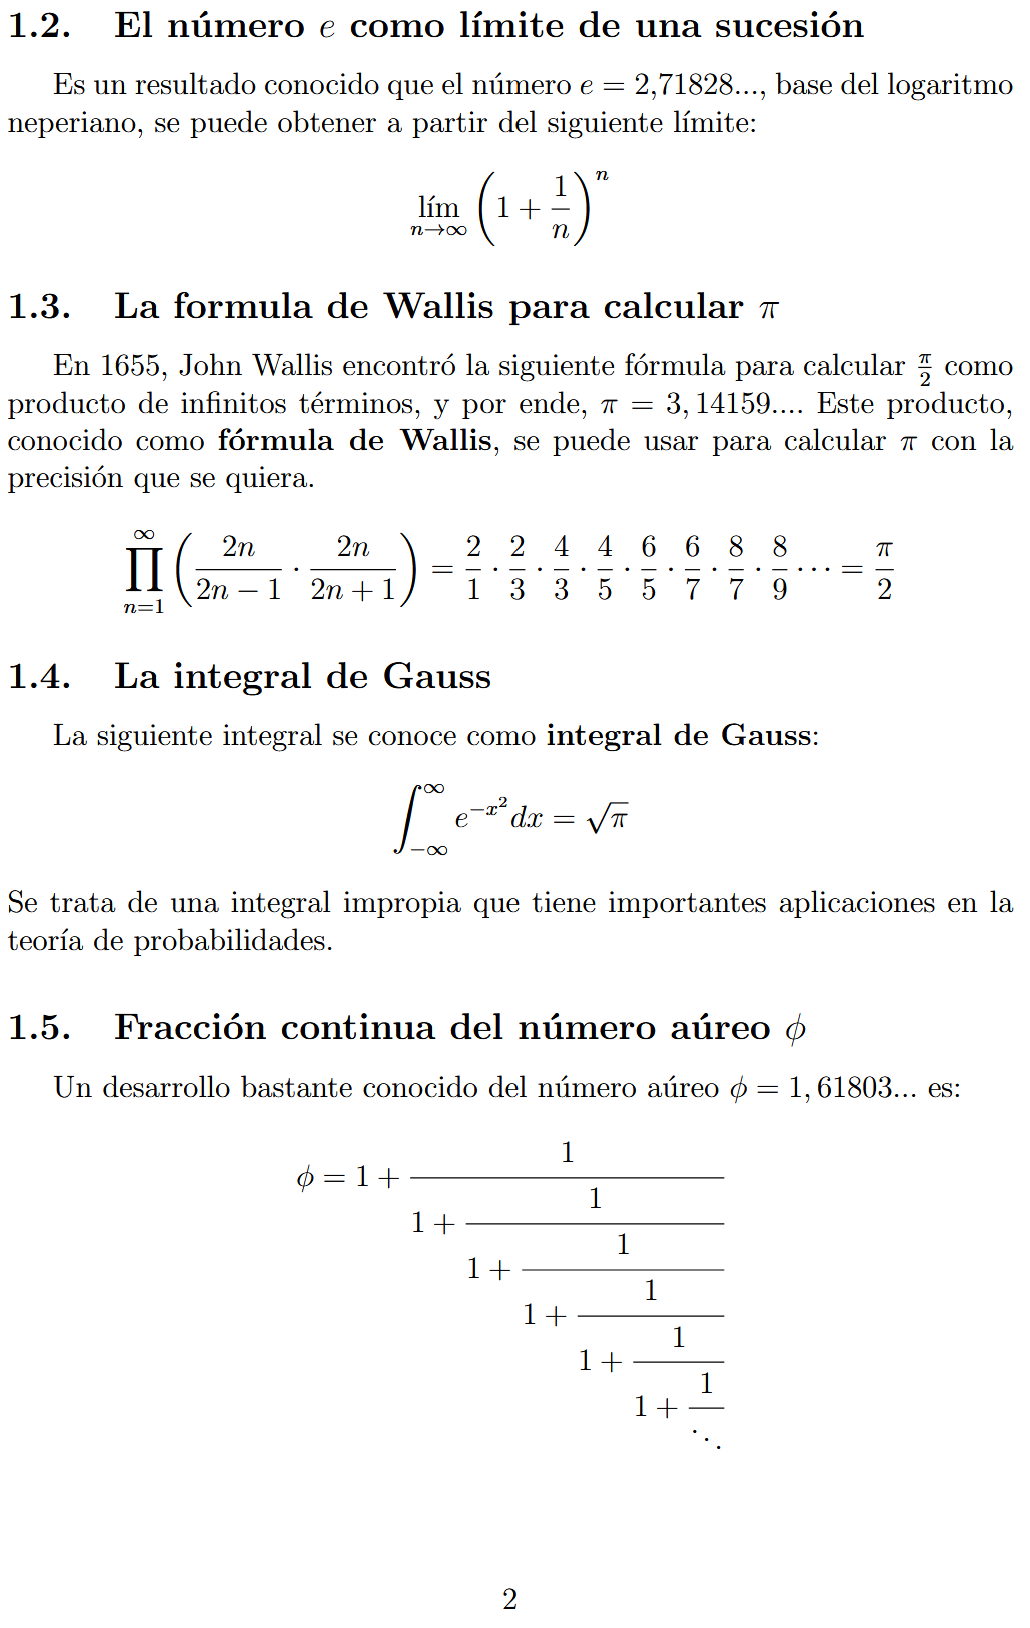 1.2. El número e como límite de una sucesión
Es un resultado conocido que el número e = 2,71828..., base del logaritmo
neperiano, se puede obtener a partir del siguiente límite:
lím_{n→∞} (1 + 1/n)^n
1.3. La formula de Wallis para calcular π
En 1655, John Wallis encontró la siguiente fórmula para calcular π/2 como
producto de infinitos términos, y por ende, π = 3,14159.... Este producto,
conocido como fórmula de Wallis, se puede usar para calcular π con la
precisión que se quiera.
∏_{n=1}^{∞} (2n/(2n − 1) · 2n/(2n + 1)) = 2/1 · 2/3 · 4/3 · 4/5 · 6/5 · 6/7 · 8/7 · 8/9 ··· = π/2
1.4. La integral de Gauss
La siguiente integral se conoce como integral de Gauss:
∫_{−∞}^{∞} e^{−x²} dx = √π
Se trata de una integral impropia que tiene importantes aplicaciones en la
teoría de probabilidades.
1.5. Fracción continua del número aúreo ϕ
Un desarrollo bastante conocido del número aúreo ϕ = 1,61803... es:
ϕ = 1 + 1/(1 + 1/(1 + 1/(1 + 1/(1 + 1/(1 + 1/⋱)))))
2